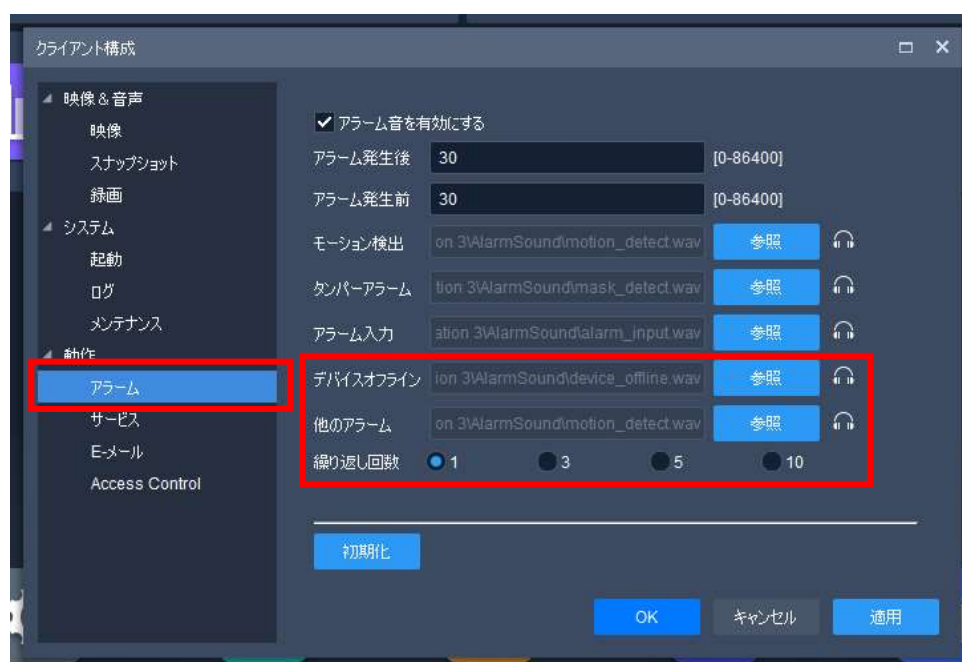 クライアント構成
映像＆音声
映像
スナップショット
録画
システム
起動
ログ
メンテナンス
動作
アラーム
サービス
E-メール
Access Control
アラーム音を有効にする
アラーム発生後 30 [0-86400]
アラーム発生前 30 [0-86400]
モーション検出 on 3\AlarmSound\motion_detect.wav 参照
タンパーアラーム tion 3\AlarmSound\mask_detect.wav 参照
アラーム入力 ation 3\AlarmSound\alarm_input.wav 参照
デバイスオフライン ion 3\AlarmSound\device_offline.wav 参照
他のアラーム on 3\AlarmSound\motion_detect.wav 参照
繰り返し回数 1 3 5 10
初期化
OK キャンセル 適用